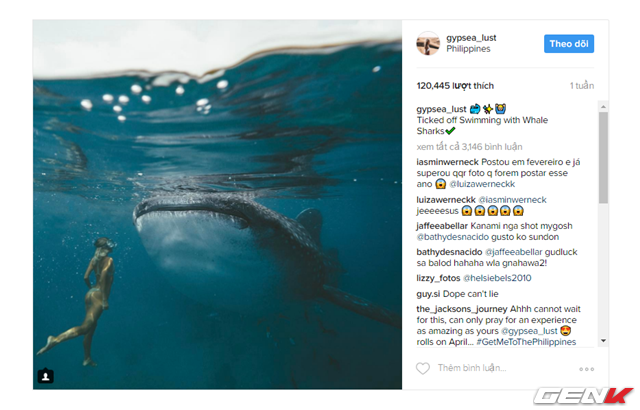 gypsea_lust
Philippines
Theo dõi
120,445 lượt thích
1 tuần
gypsea_lust
Ticked off Swimming with Whale
Sharks✔
xem tất cả 3,146 bình luận
iasminwerneck Postou em fevereiro e já
superou qqr foto q forem postar esse
ano 😱 @luizawerneckk
luizawerneckk @iasminwerneck
jeeeeesus 😱😱😱😱😱
jaffeeabellar Kanami nga shot mygosh
@bathydesnacido gusto ko sundon
bathydesnacido @jaffeeabellar gudluck
sa balod hahaha wla gnahawa2!
lizzy_fotos @helsiebels2010
guy.si Dope can't lie
the_jacksons_journey Ahhh cannot wait
for this, can only pray for an experience
as amazing as yours @gypsea_lust 😍
rolls on April... #GetMeToThePhilippines
Thêm bình luận...
GENK